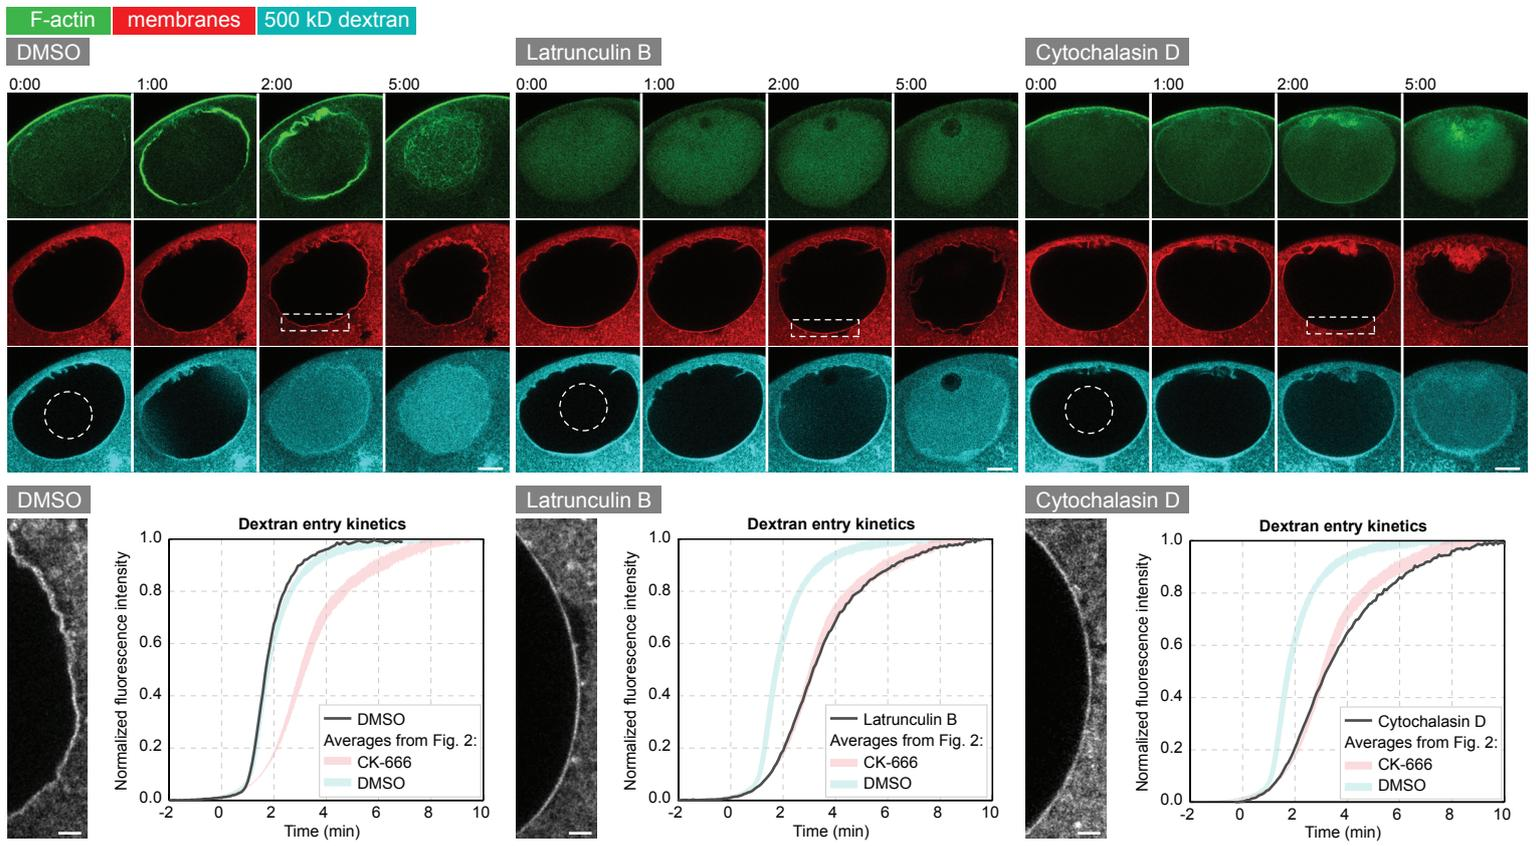 F-actin membranes 500 kD dextran
DMSO Latrunculin B Cytochalasin D
0:00 1:00 2:00 5:00 0:00 1:00 2:00 5:00 0:00 1:00 2:00 5:00
DMSO
Dextran entry kinetics
Normalized fluorescence intensity
1.0
0.8
0.6
0.4
0.2
0.0
DMSO
Averages from Fig. 2:
CK-666
DMSO
-2 0 2 4 6 8 10
Time (min)
Latrunculin B
Dextran entry kinetics
Normalized fluorescence intensity
1.0
0.8
0.6
0.4
0.2
0.0
Latrunculin B
Averages from Fig. 2:
CK-666
DMSO
-2 0 2 4 6 8 10
Time (min)
Cytochalasin D
Dextran entry kinetics
Normalized fluorescence intensity
1.0
0.8
0.6
0.4
0.2
0.0
Cytochalasin D
Averages from Fig. 2:
CK-666
DMSO
-2 0 2 4 6 8 10
Time (min)